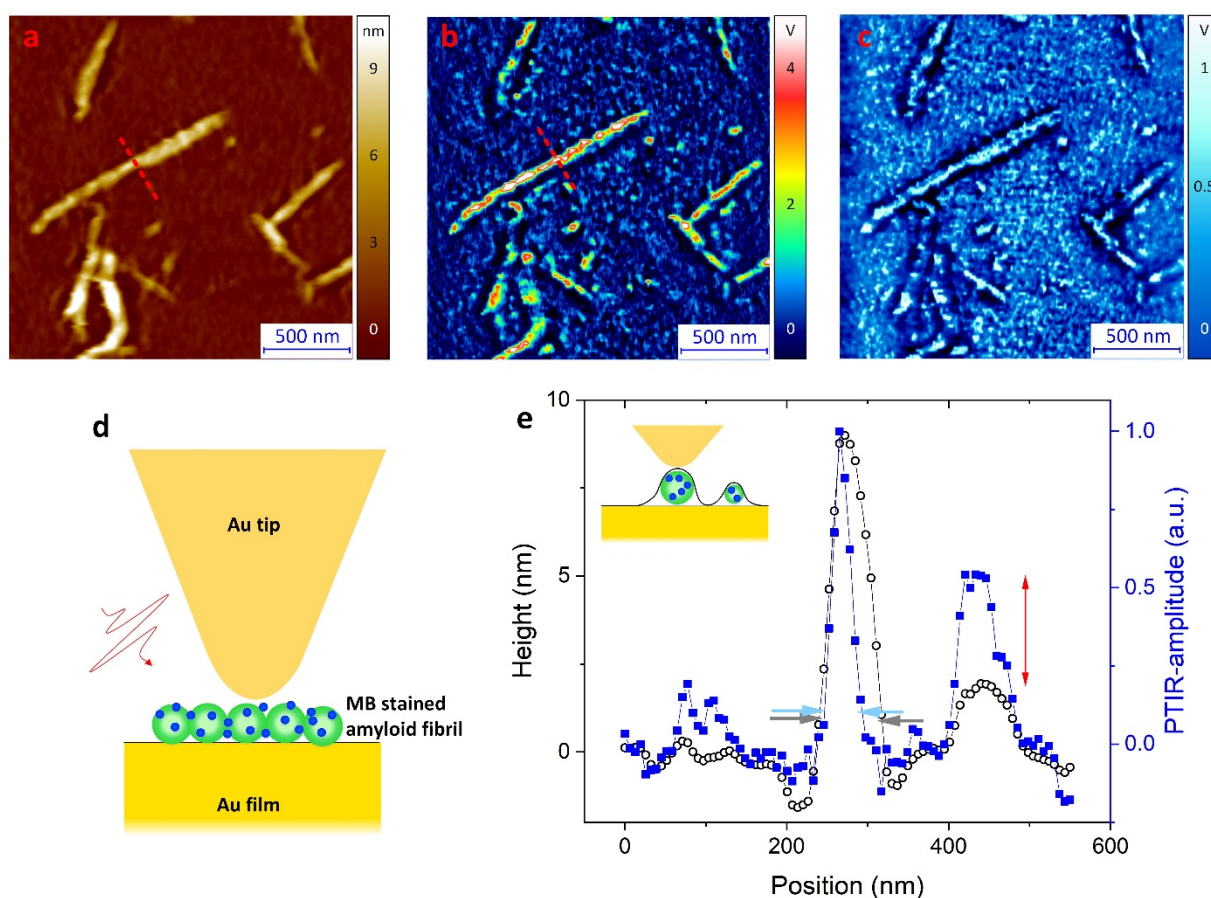 a
nm
9
6
3
0
500 nm
b
V
4
2
0
500 nm
c
V
1
0.5
0
500 nm
d
Au tip
MB stained
amyloid fibril
Au film
e
10
5
0
Height (nm)
1.0
0.5
0.0
PTIR-amplitude (a.u.)
0
200
400
600
Position (nm)